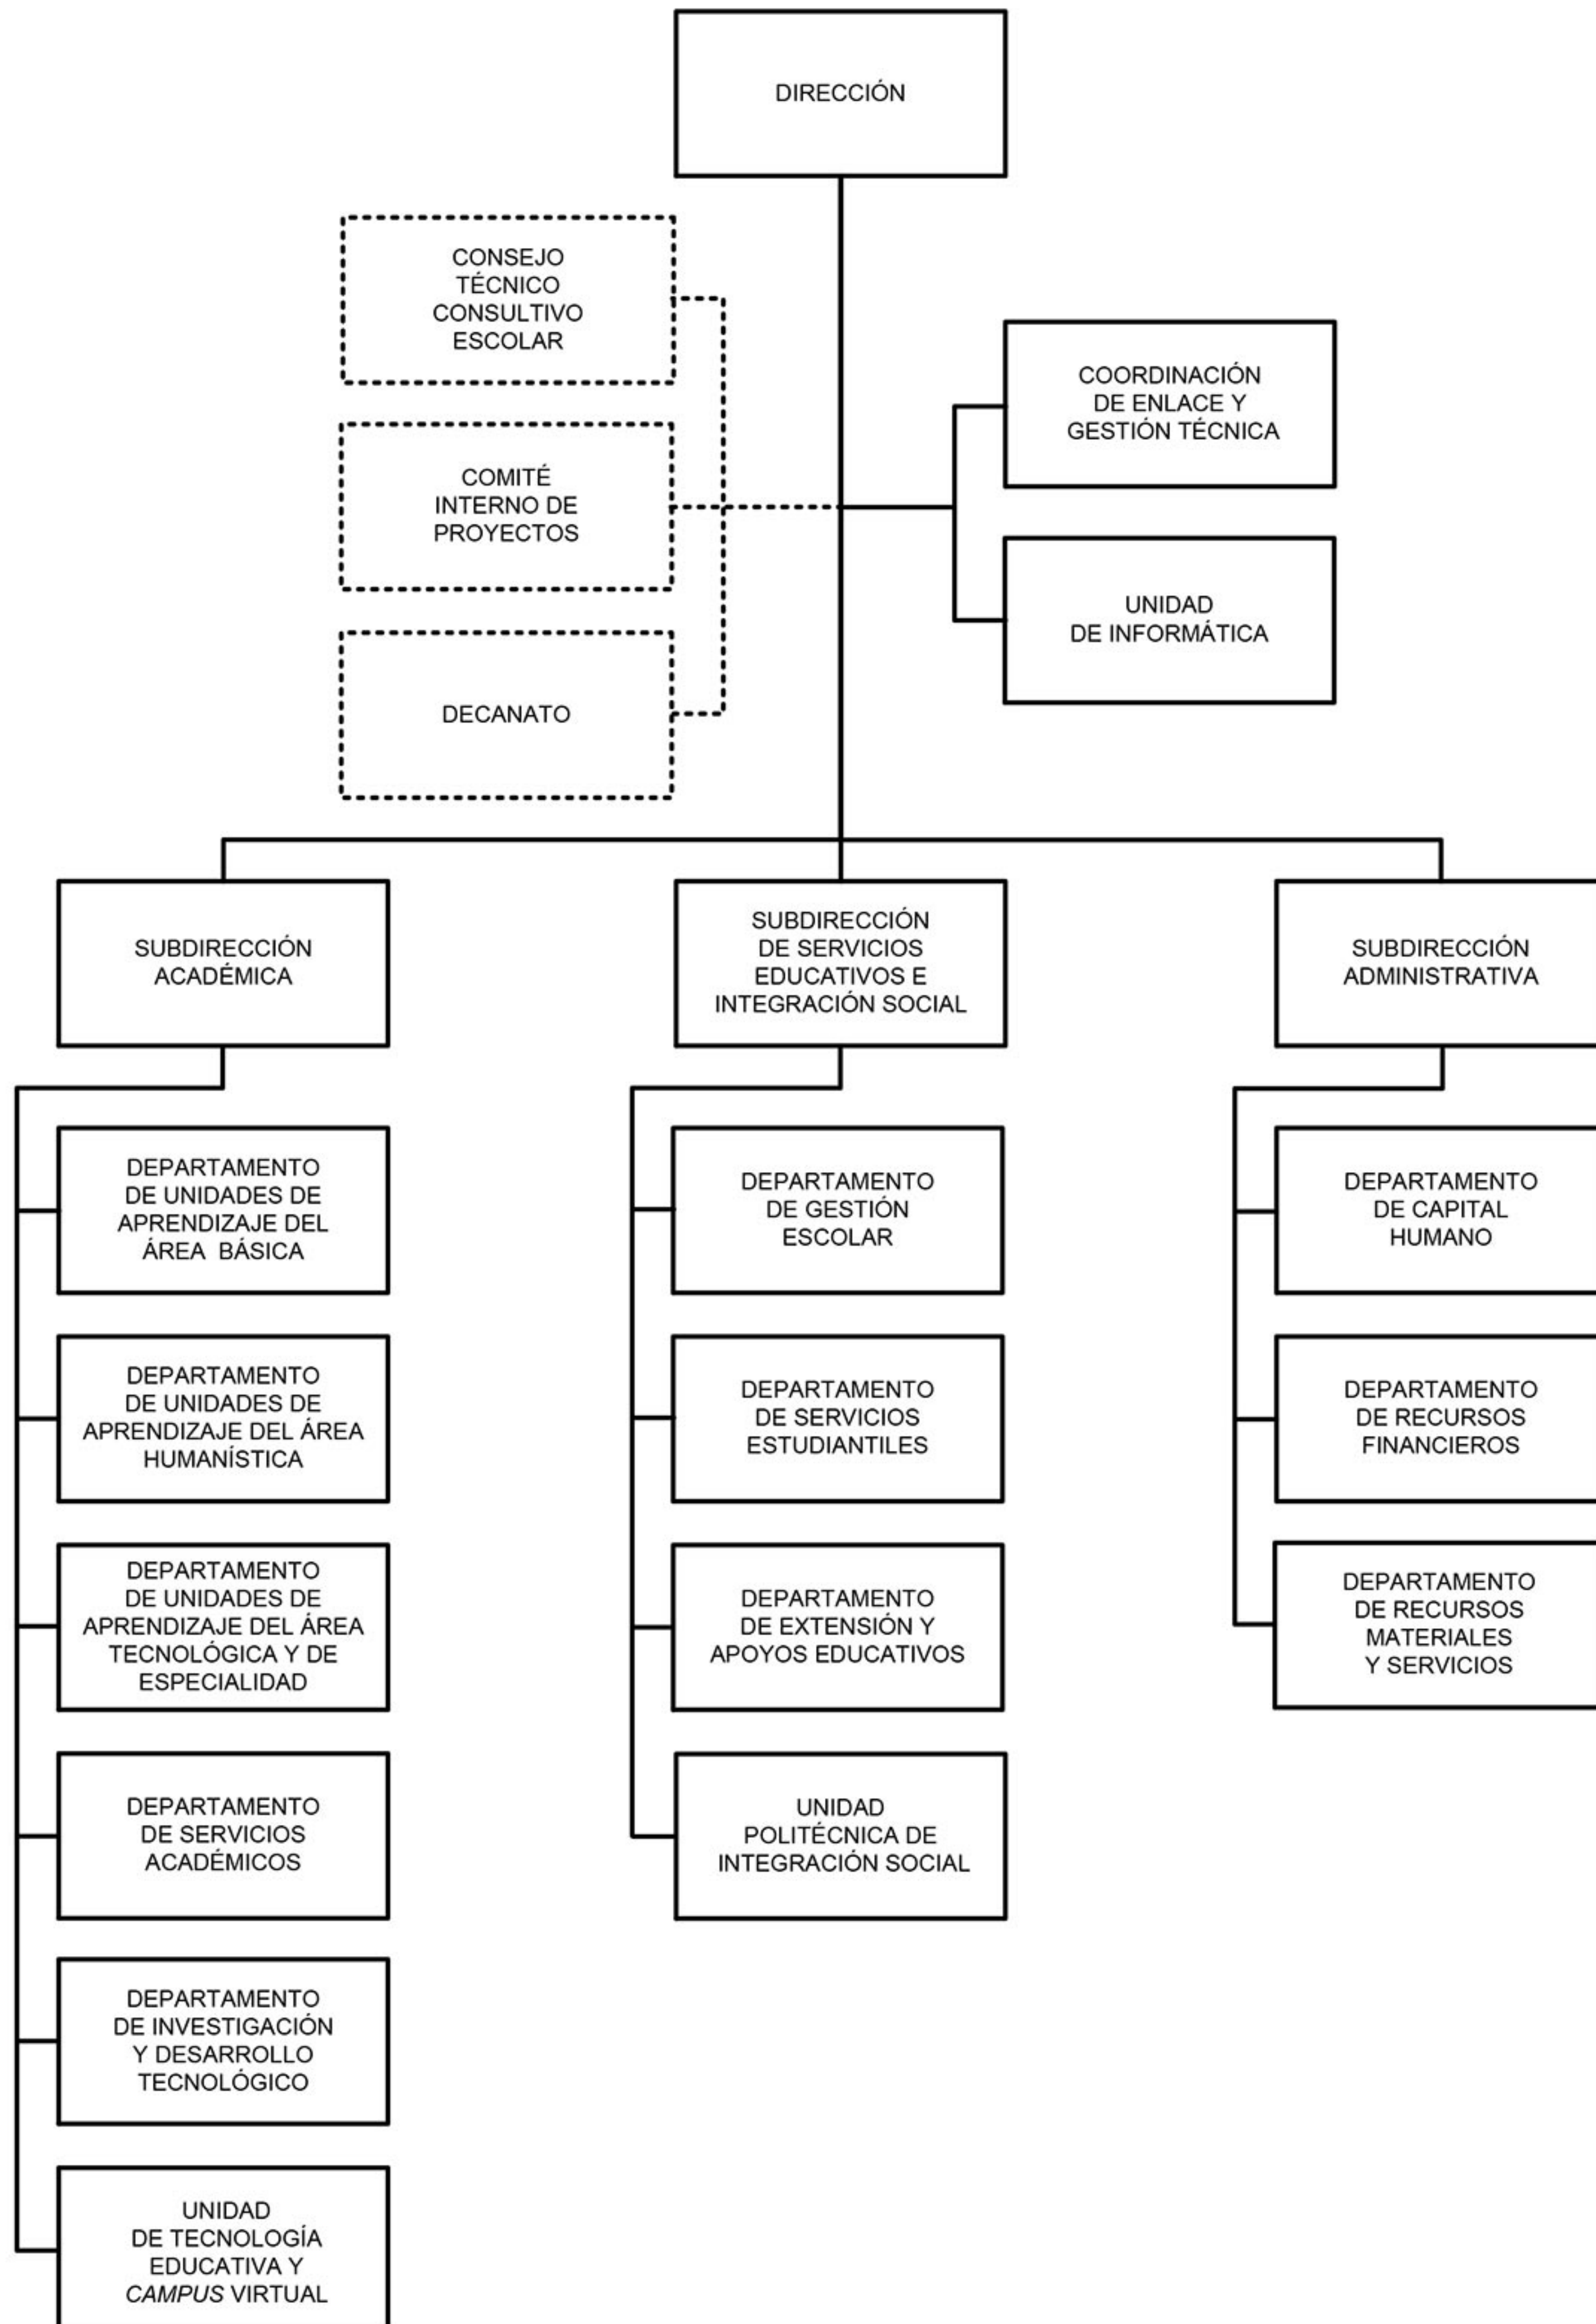 DIRECCIÓN
CONSEJO
TÉCNICO
CONSULTIVO
ESCOLAR
COORDINACIÓN
DE ENLACE Y
GESTIÓN TÉCNICA
COMITÉ
INTERNO DE
PROYECTOS
UNIDAD
DE INFORMÁTICA
DECANATO
SUBDIRECCIÓN
ACADÉMICA
SUBDIRECCIÓN
DE SERVICIOS
EDUCATIVOS E
INTEGRACIÓN SOCIAL
SUBDIRECCIÓN
ADMINISTRATIVA
DEPARTAMENTO
DE UNIDADES DE
APRENDIZAJE DEL
ÁREA BÁSICA
DEPARTAMENTO
DE UNIDADES DE
APRENDIZAJE DEL ÁREA
HUMANÍSTICA
DEPARTAMENTO
DE UNIDADES DE
APRENDIZAJE DEL ÁREA
TECNOLÓGICA Y DE
ESPECIALIDAD
DEPARTAMENTO
DE SERVICIOS
ACADÉMICOS
DEPARTAMENTO
DE INVESTIGACIÓN
Y DESARROLLO
TECNOLÓGICO
UNIDAD
DE TECNOLOGÍA
EDUCATIVA Y
CAMPUS VIRTUAL
DEPARTAMENTO
DE GESTIÓN
ESCOLAR
DEPARTAMENTO
DE SERVICIOS
ESTUDIANTILES
DEPARTAMENTO
DE EXTENSIÓN Y
APOYOS EDUCATIVOS
UNIDAD
POLITÉCNICA DE
INTEGRACIÓN SOCIAL
DEPARTAMENTO
DE CAPITAL
HUMANO
DEPARTAMENTO
DE RECURSOS
FINANCIEROS
DEPARTAMENTO
DE RECURSOS
MATERIALES
Y SERVICIOS